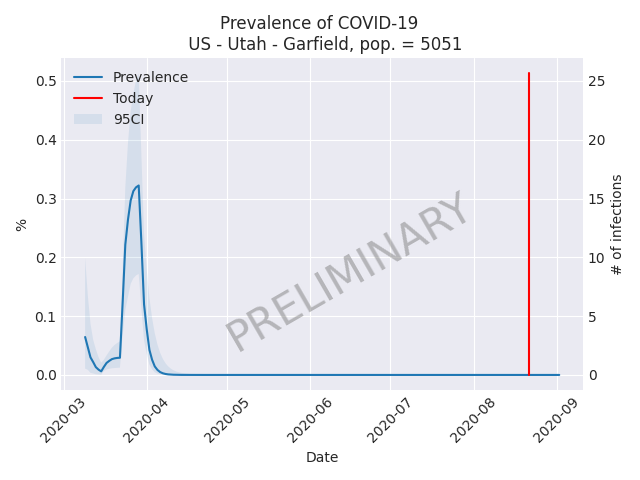 Prevalence of COVID-19
US - Utah - Garfield, pop. = 5051
Prevalence
Today
95CI
0.5
0.4
0.3
0.2
0.1
0.0
%
25
20
15
10
5
0
# of infections
PRELIMINARY
2020-03
2020-04
2020-05
2020-06
2020-07
2020-08
2020-09
Date